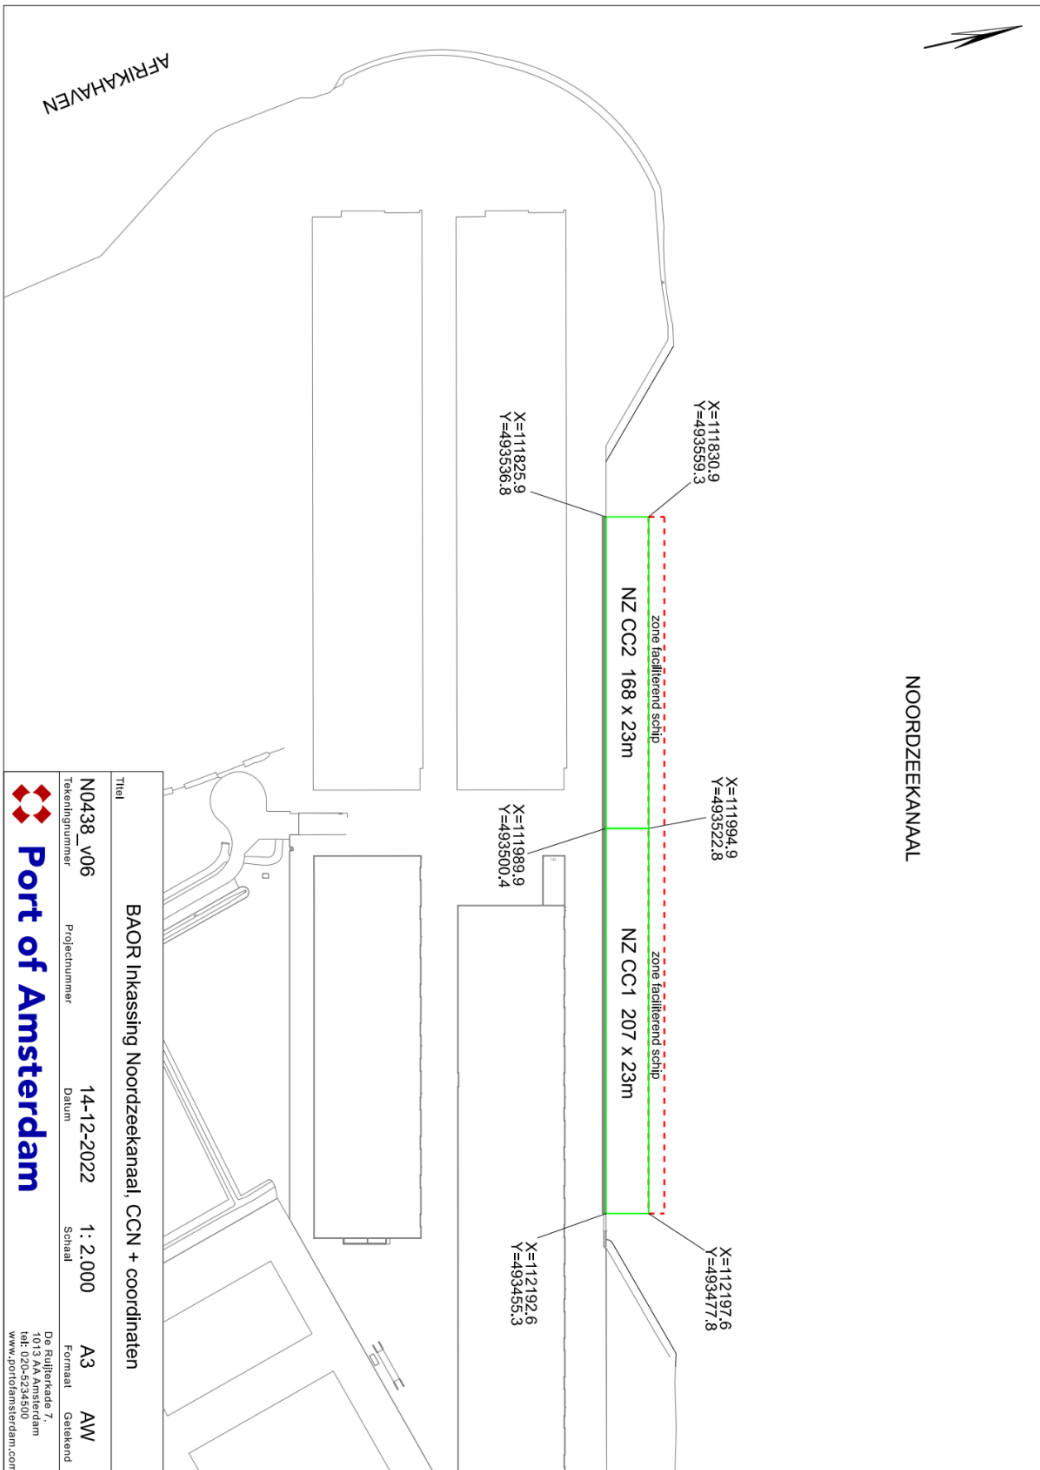 AFRIKAHAVEN
NOORDZEEKANAAL
X=111830.9
Y=493559.3
X=111825.9
Y=493536.8
zone faciliterend schip
NZ CC2 168 x 23m
X=111994.9
Y=493522.8
X=111989.9
Y=493500.4
zone faciliterend schip
NZ CC1 207 x 23m
X=112197.6
Y=493477.8
X=112192.6
Y=493455.3
Titel
BAOR Inkassing Noordzeekanaal, CCN + coordinaten
N0438_v06
Tekeningnummer
Projectnummer
14-12-2022
Datum
1: 2.000
Schaal
A3
Formaat
AW
Getekend
Port of Amsterdam
De Ruijterkade 7,
1013 AA Amsterdam
tel: 020-5234500
www.portofamsterdam.com